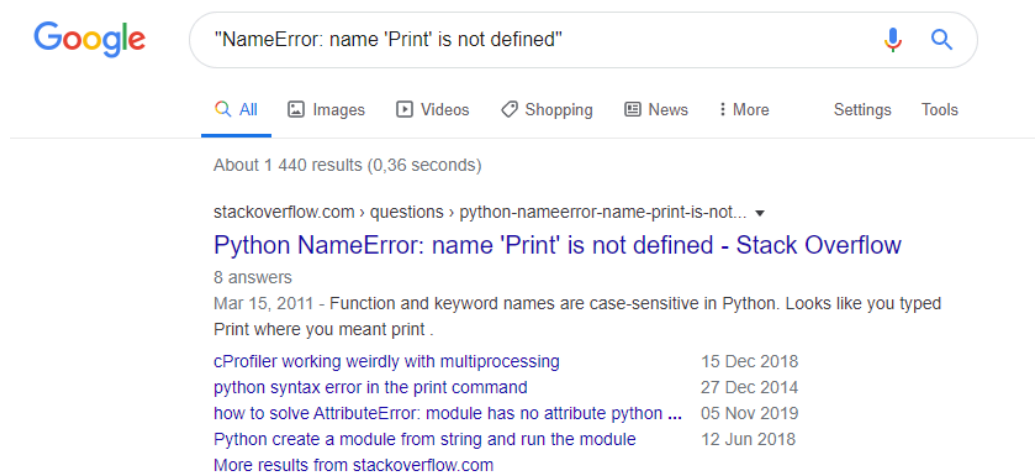 Google
"NameError: name 'Print' is not defined"
All Images Videos Shopping News More Settings Tools
About 1 440 results (0,36 seconds)
stackoverflow.com › questions › python-nameerror-name-print-is-not...
Python NameError: name 'Print' is not defined - Stack Overflow
8 answers
Mar 15, 2011 - Function and keyword names are case-sensitive in Python. Looks like you typed
Print where you meant print .
cProfiler working weirdly with multiprocessing 15 Dec 2018
python syntax error in the print command 27 Dec 2014
how to solve AttributeError: module has no attribute python ... 05 Nov 2019
Python create a module from string and run the module 12 Jun 2018
More results from stackoverflow.com